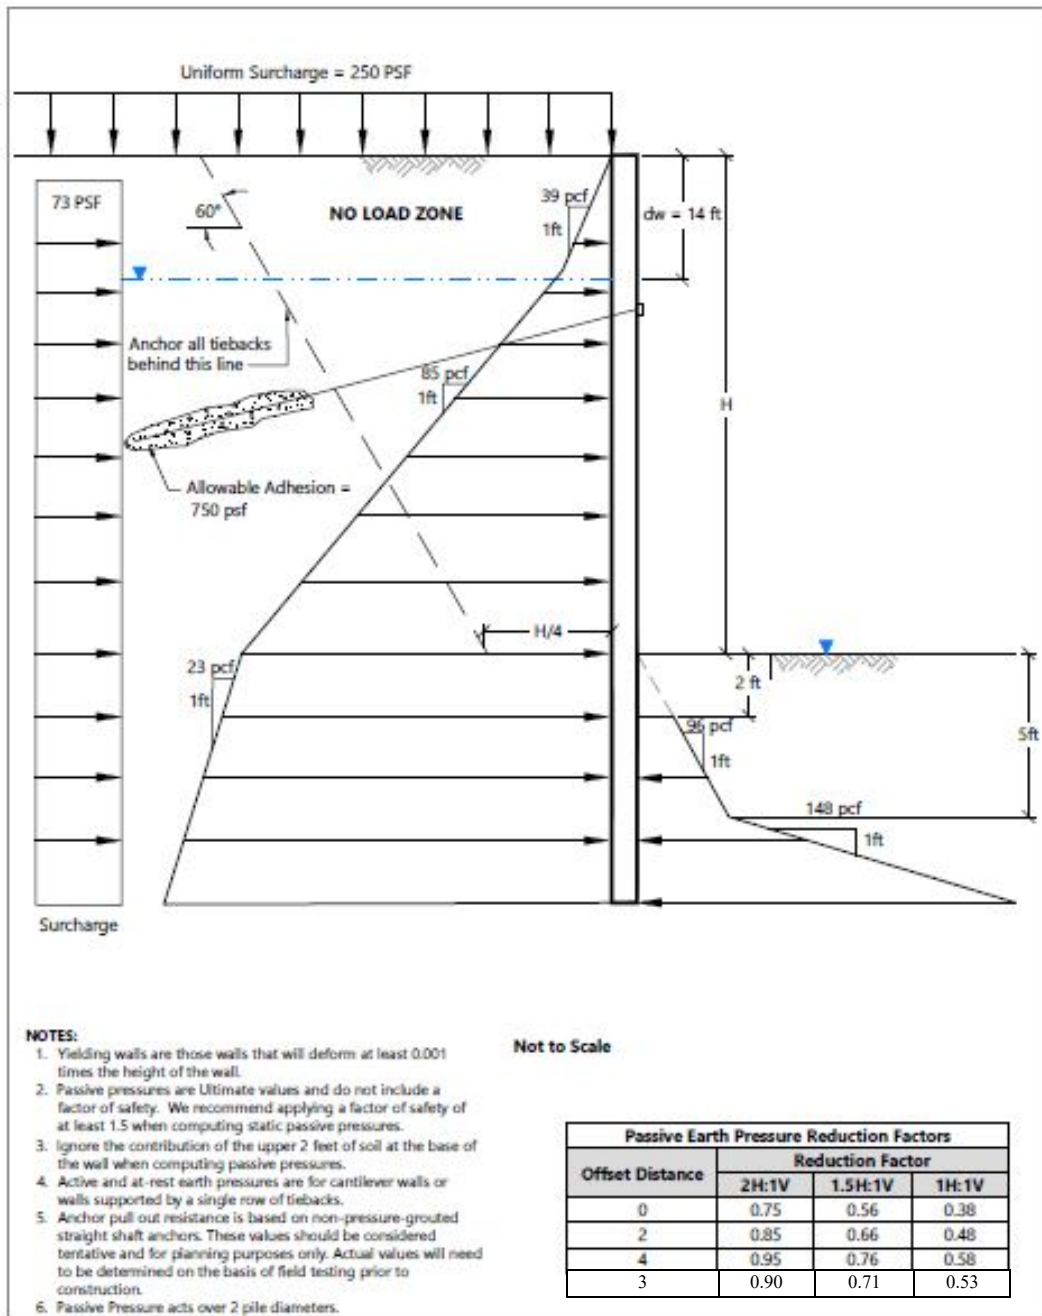 Uniform Surcharge = 250 PSF
73 PSF
60°
NO LOAD ZONE
39 pcf
1ft
dw = 14 ft
Anchor all tiebacks
behind this line
85 pcf
1ft
H
Allowable Adhesion =
750 psf
H/4
23 pcf
1ft
2 ft
96 pcf
1ft
5ft
148 pcf
1ft
Surcharge
NOTES:
1. Yielding walls are those walls that will deform at least 0.001
times the height of the wall.
2. Passive pressures are Ultimate values and do not include a
factor of safety. We recommend applying a factor of safety of
at least 1.5 when computing static passive pressures.
3. Ignore the contribution of the upper 2 feet of soil at the base of
the wall when computing passive pressures.
4. Active and at-rest earth pressures are for cantilever walls or
walls supported by a single row of tiebacks.
5. Anchor pull out resistance is based on non-pressure-grouted
straight shaft anchors. These values should be considered
tentative and for planning purposes only. Actual values will need
to be determined on the basis of field testing prior to
construction.
6. Passive Pressure acts over 2 pile diameters.
Not to Scale
Passive Earth Pressure Reduction Factors
Offset Distance Reduction Factor
2H:1V 1.5H:1V 1H:1V
0 0.75 0.56 0.38
2 0.85 0.66 0.48
4 0.95 0.76 0.58
3 0.90 0.71 0.53